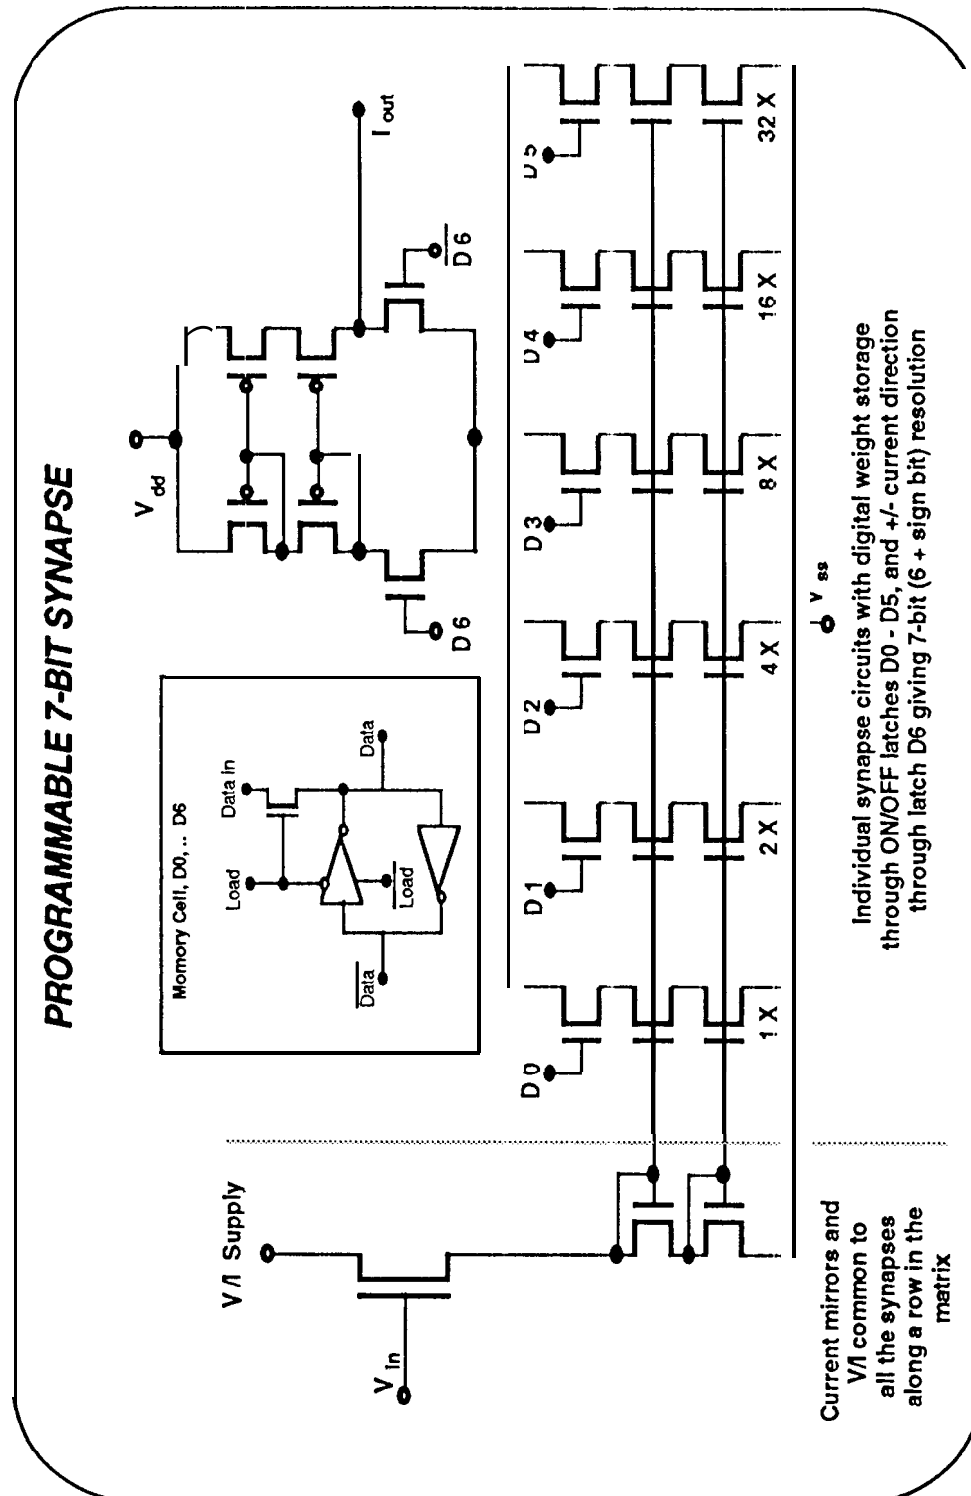 PROGRAMMABLE 7-BIT SYNAPSE
V/I Supply
V in
Momory Cell, D0, .. D6
Load
Data in
Load
Data
Data
V dd
D 6
D 6
I out
D 0
D 1
D 2
D 3
D 4
D 5
1 X
2 X
4 X
8 X
16 X
32 X
V ss
Current mirrors and
V/I common to
all the synapses
along a row in the
matrix
Individual synapse circuits with digital weight storage
through ON/OFF latches D0 - D5, and +/- current direction
through latch D6 giving 7-bit (6 + sign bit) resolution